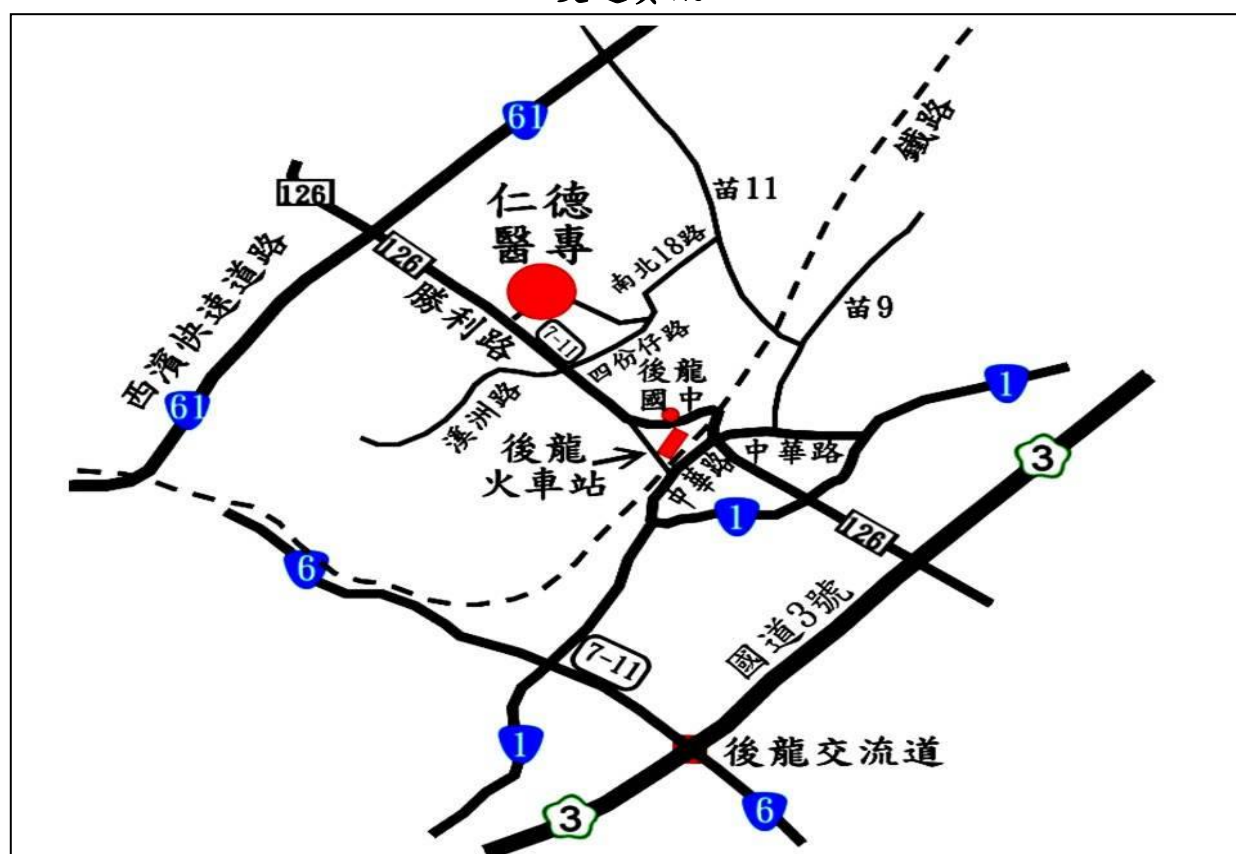 61
126
仁德
醫專
苗11
鐵路
126
南北18路
西濱快速道路
勝利路
7-11
四份仔路
苗9
後龍
國中
61
溪洲路
1
後龍
火車站
中華路
中華路
3
1
126
6
國道3號
7-11
1
後龍交流道
3
6